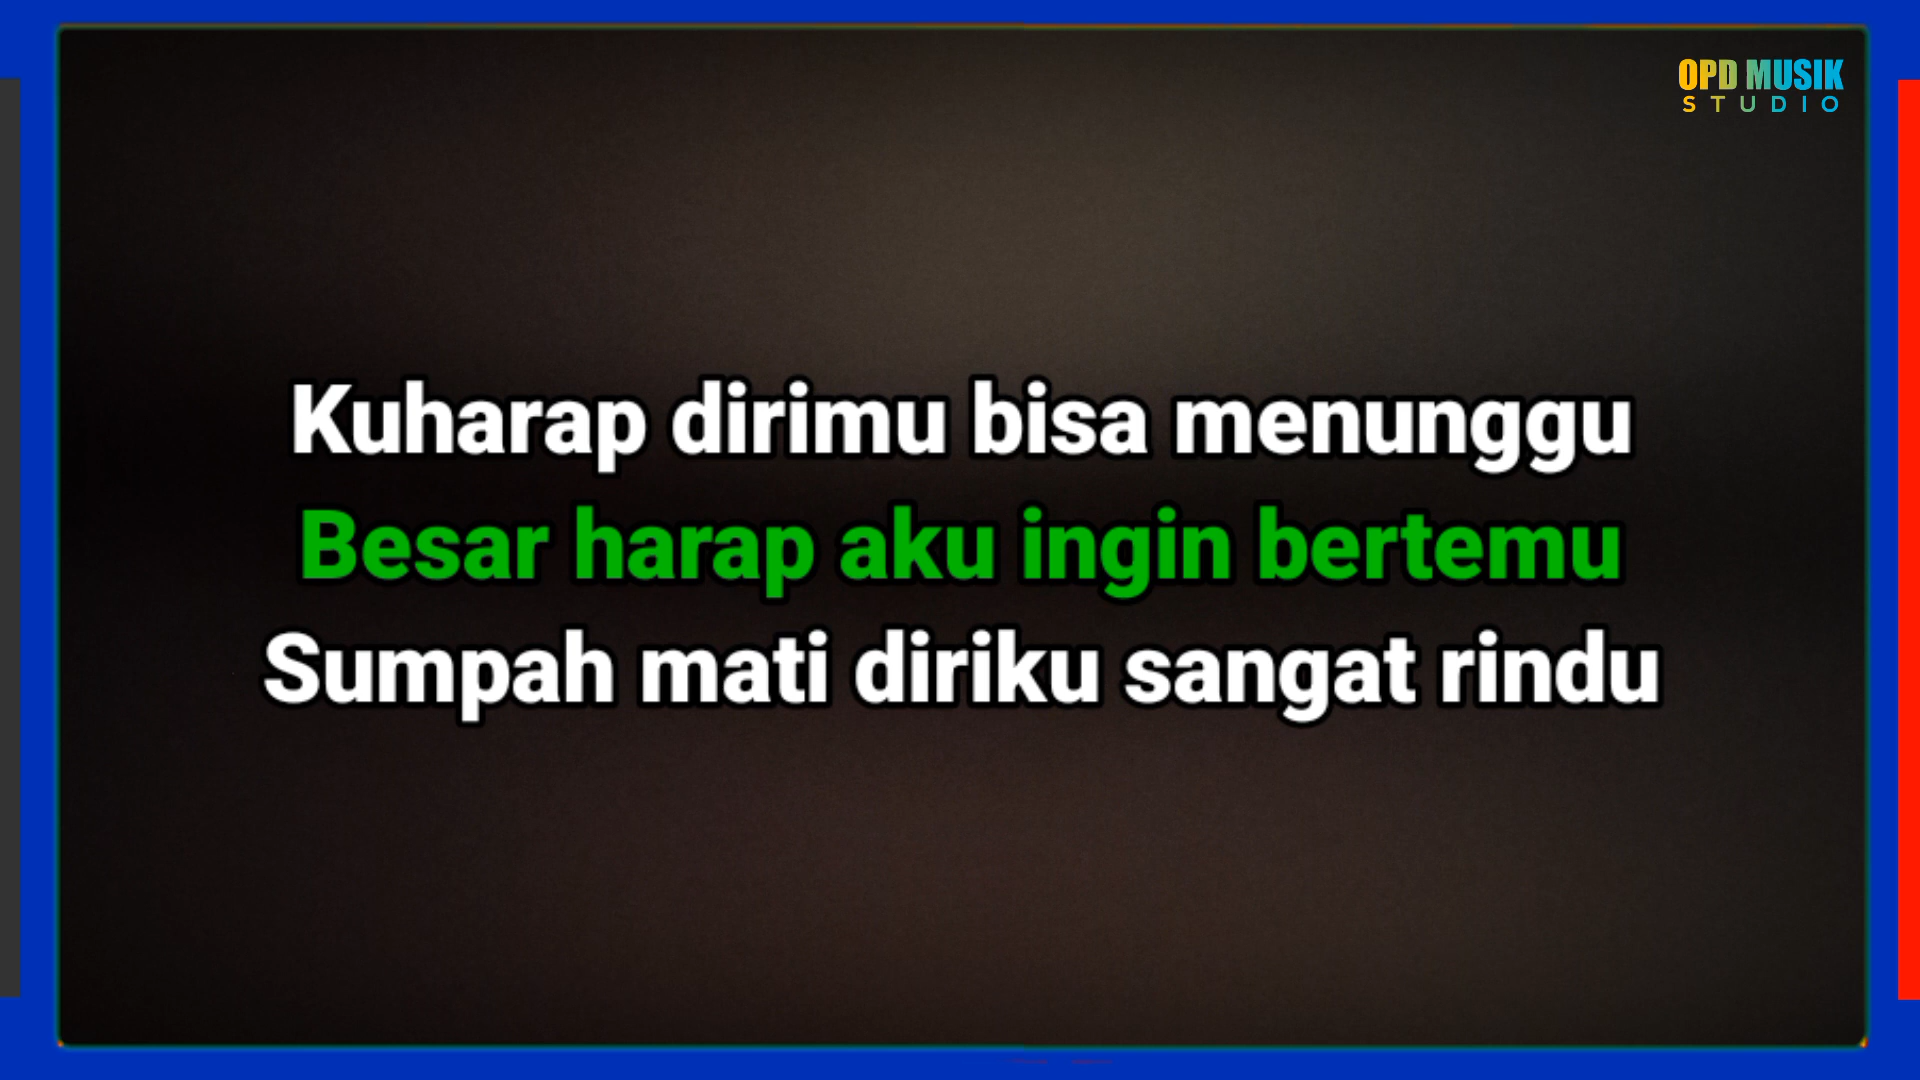 OPD MUSIK
STUDIO
Kuharap dirimu bisa menunggu
Besar harap aku ingin bertemu
Sumpah mati diriku sangat rindu